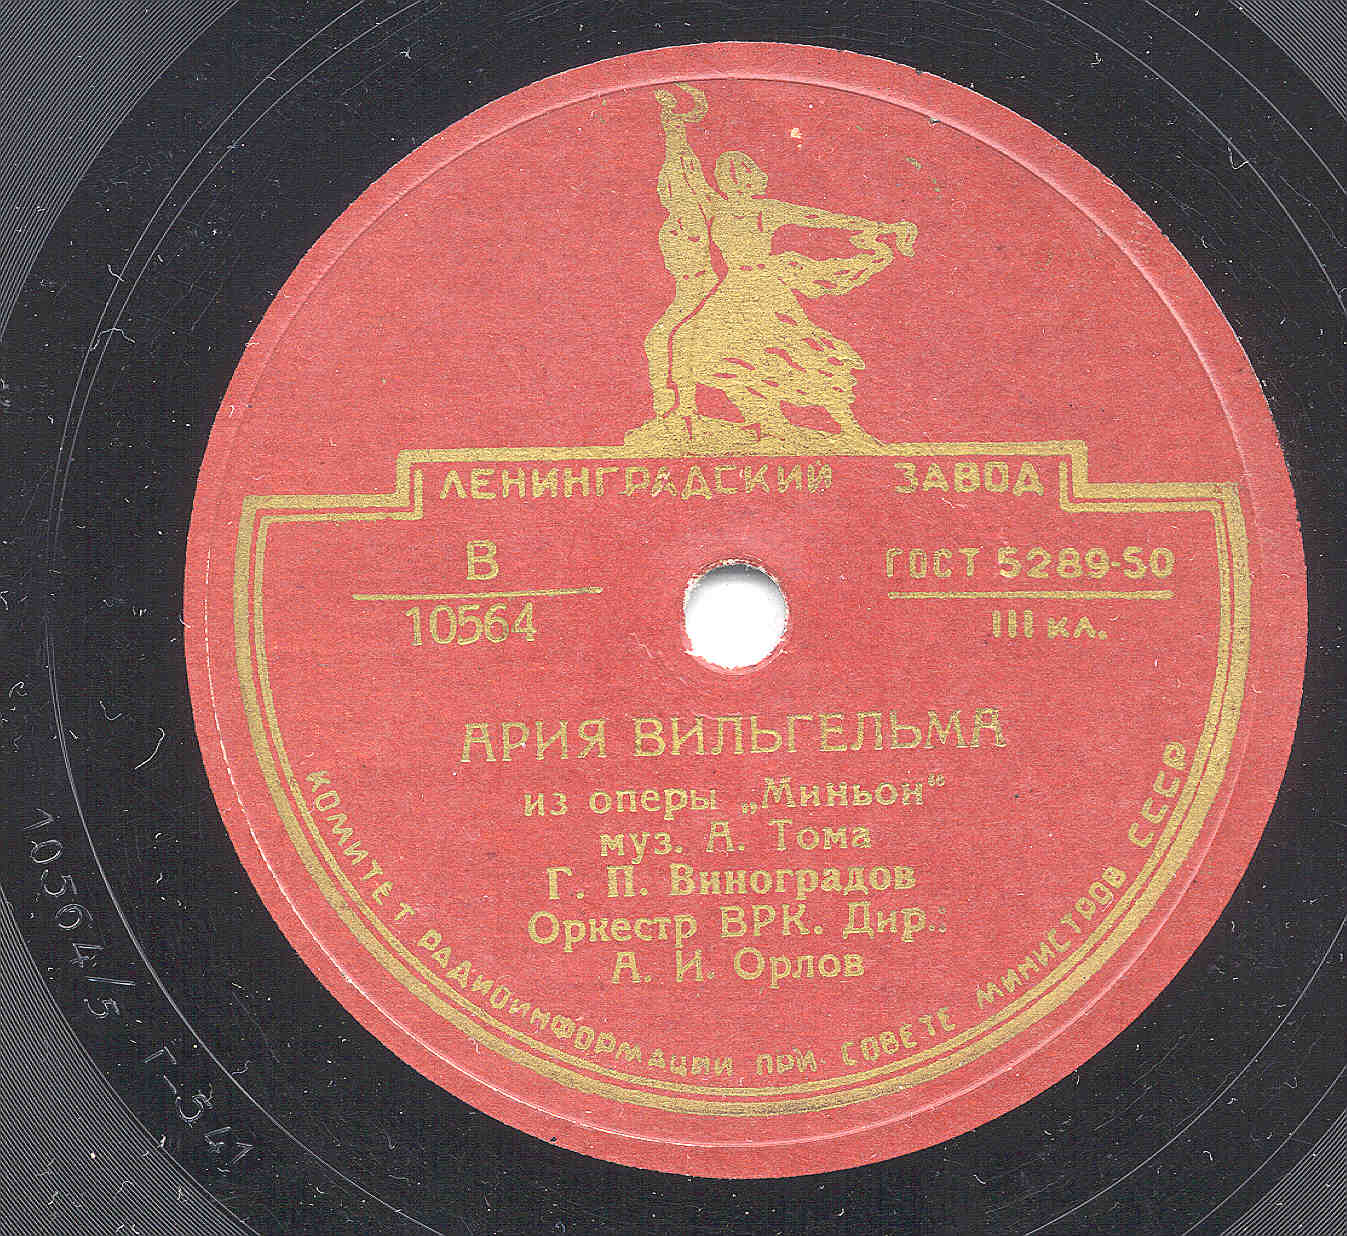 ЛЕНИНГРАДСКИЙ ЗАВОД
В
10564
ГОСТ 5289-50
III кл.
АРИЯ ВИЛЬГЕЛЬМА
из оперы „Миньон“
муз. А. Тома
Г. П. Виноградов
Оркестр ВРК. Дир.:
А. И. Орлов
КОМИТЕТ РАДИОИНФОРМАЦИИ ПРИ СОВЕТЕ МИНИСТРОВ СССР
10564/5